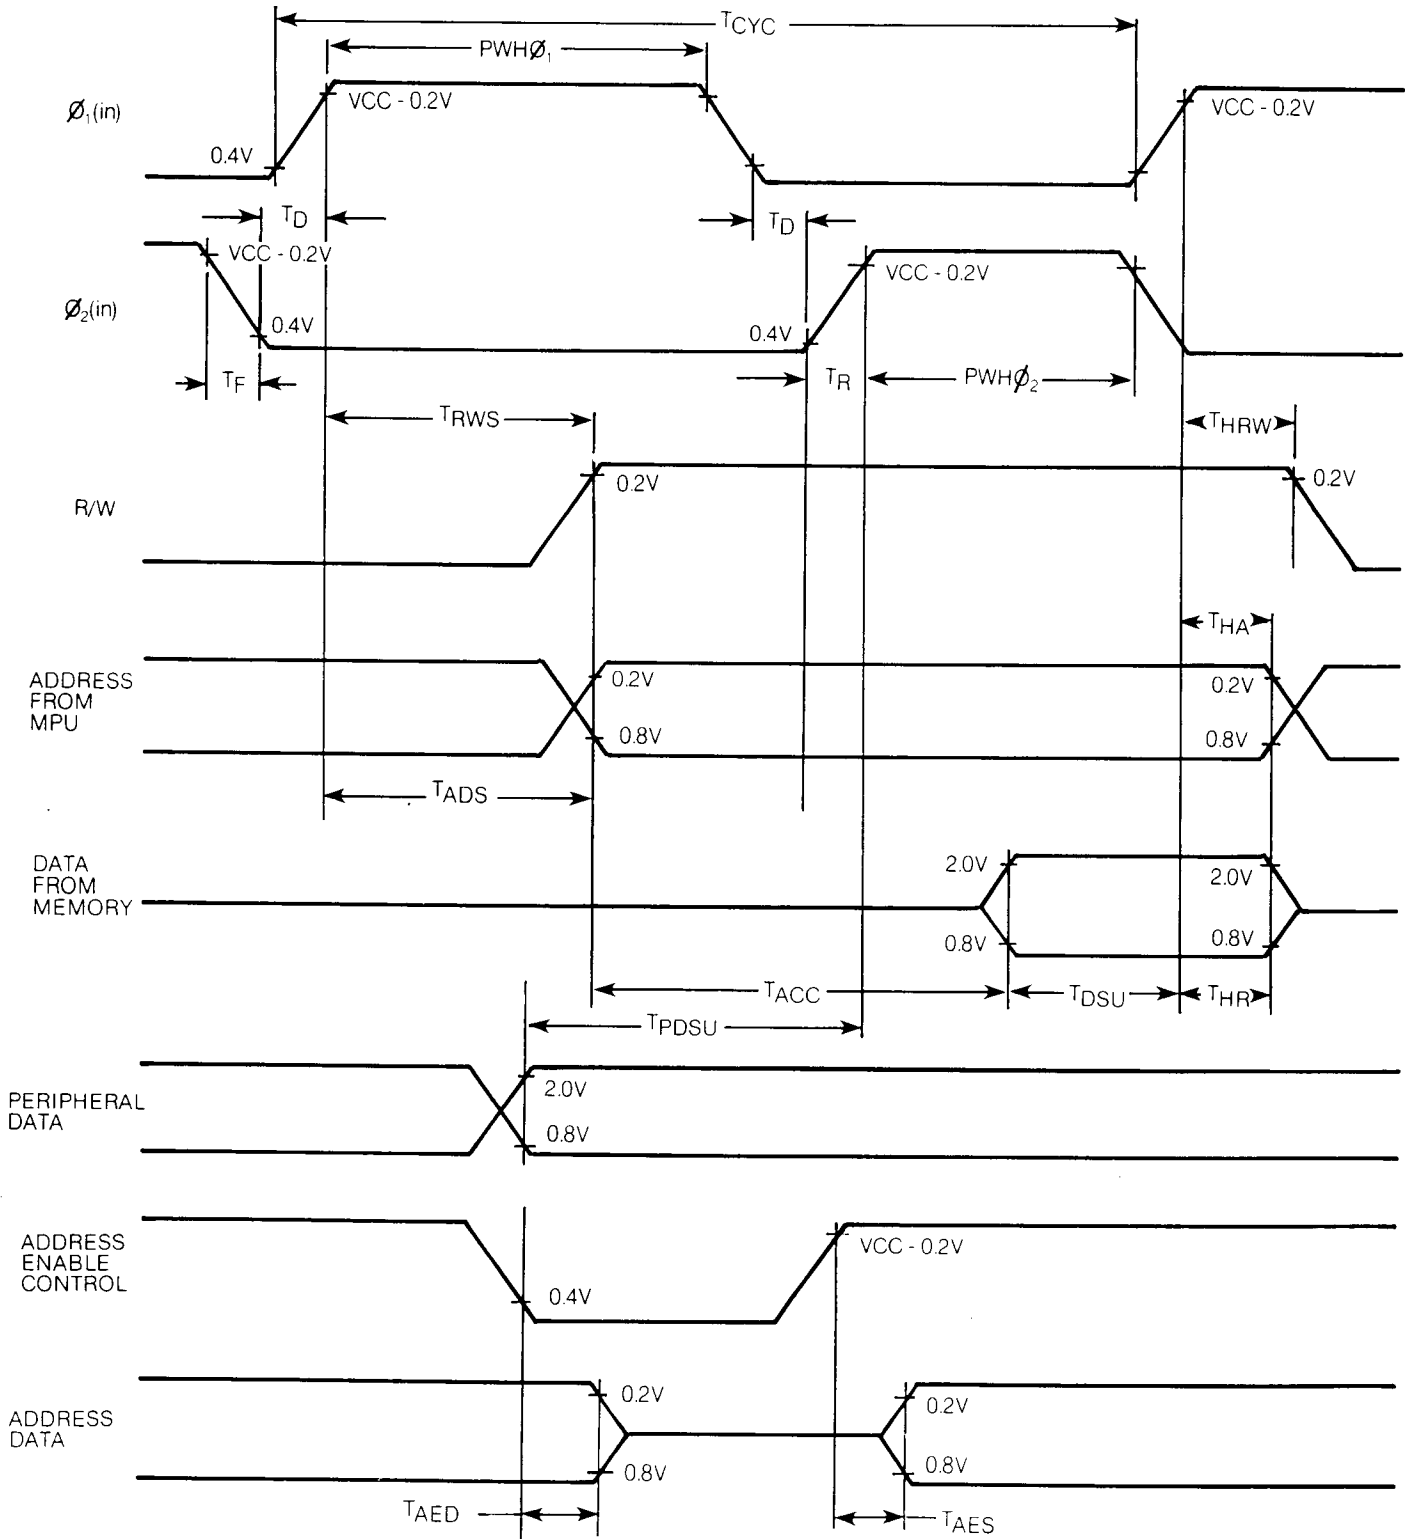 TCYC
PWHØ1
Ø1(in)
VCC - 0.2V
VCC - 0.2V
0.4V
TD
TD
VCC - 0.2V
VCC - 0.2V
Ø2(in)
0.4V
0.4V
TF
TR
PWHØ2
TRWS
THRW
R/W
0.2V
0.2V
THA
ADDRESS
FROM
MPU
0.2V
0.2V
0.8V
0.8V
TADS
DATA
FROM
MEMORY
2.0V
2.0V
0.8V
0.8V
TACC
TDSU
THR
TPDSU
PERIPHERAL
DATA
2.0V
0.8V
ADDRESS
ENABLE
CONTROL
VCC - 0.2V
0.4V
ADDRESS
DATA
0.2V
0.2V
0.8V
0.8V
TAED
TAES